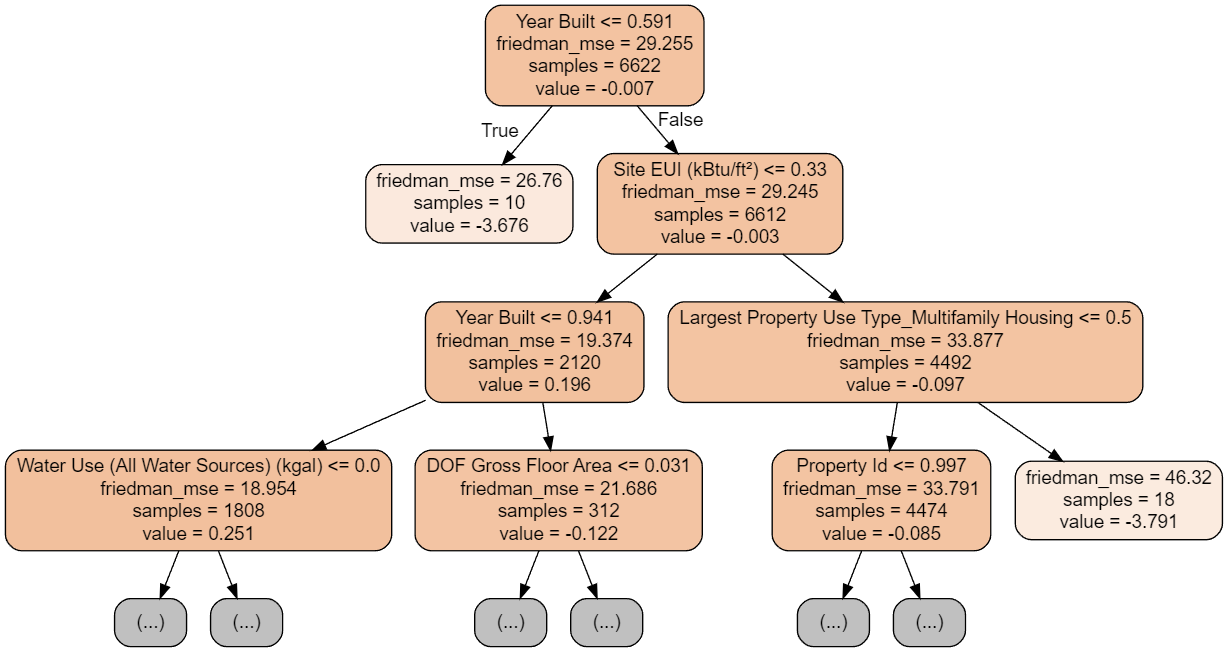 Year Built <= 0.591
friedman_mse = 29.255
samples = 6622
value = -0.007
True
False
friedman_mse = 26.76
samples = 10
value = -3.676
Site EUI (kBtu/ft²) <= 0.33
friedman_mse = 29.245
samples = 6612
value = -0.003
Year Built <= 0.941
friedman_mse = 19.374
samples = 2120
value = 0.196
Largest Property Use Type_Multifamily Housing <= 0.5
friedman_mse = 33.877
samples = 4492
value = -0.097
Water Use (All Water Sources) (kgal) <= 0.0
friedman_mse = 18.954
samples = 1808
value = 0.251
DOF Gross Floor Area <= 0.031
friedman_mse = 21.686
samples = 312
value = -0.122
Property Id <= 0.997
friedman_mse = 33.791
samples = 4474
value = -0.085
friedman_mse = 46.32
samples = 18
value = -3.791
(...)
(...)
(...)
(...)
(...)
(...)